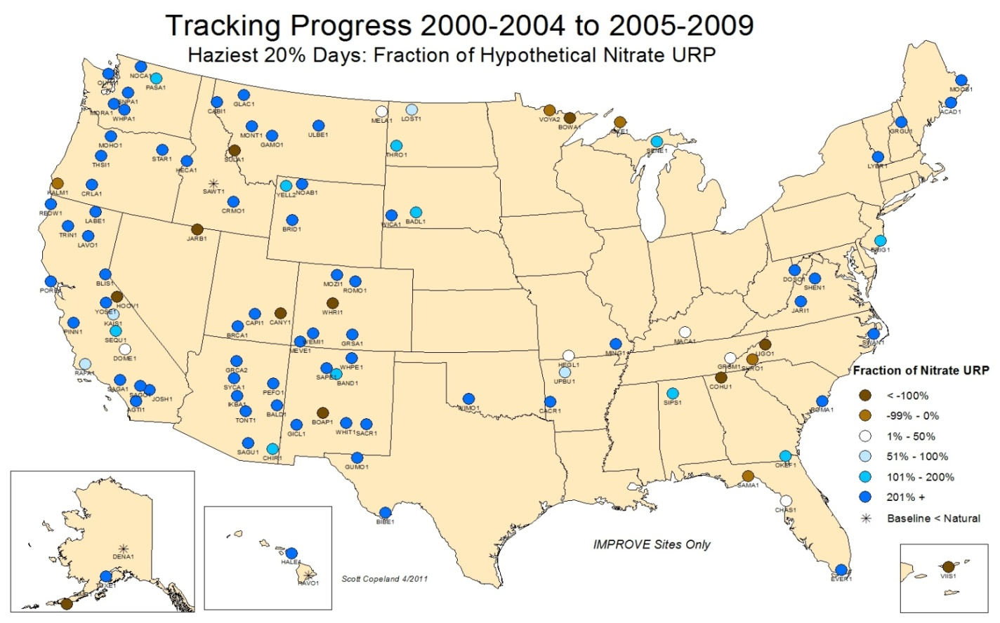 Tracking Progress 2000-2004 to 2005-2009
Haziest 20% Days: Fraction of Hypothetical Nitrate URP
NOCA1
PASA1
SNPA1
MORA1
WHPA1
MOHO1
THSI1
STAR1
HECA1
KALM1
CRLA1
REDW1
LABE1
TRIN1
LAVO1
CABI1
GLAC1
MONT1
GAMO1
ULBE1
SULA1
SAWT1
CRMO1
JARB1
YELL2
NOAB1
BRID1
MELA1
LOST1
THRO1
WICA1
BADL1
VOYA2
BOWA1
ISLE1
SENE1
MOOS1
ACAD1
GRGU1
LYBR1
BRIG1
DOSO1
SHEN1
JARI1
SWAN1
BLIS1
PORE1
HOOV1
YOSE1
KAIS1
PINN1
SEQU1
DOME1
RAFA1
SAGA1
SAGO1
JOSH1
AGTI1
MOZI1
ROMO1
WHRI1
CAPI1
CANY1
BRCA1
WEMI1
MEVE1
GRSA1
GRCA2
SYCA1
IKBA1
TONT1
PEFO1
BALD1
SAGU1
CHIR1
WHPE1
SAPE1
BAND1
BOAP1
GICL1
WHIT1
SACR1
GUMO1
BIBE1
WIMO1
CACR1
HEGL1
UPBU1
MING1
MACA1
GRSM1
LIGO1
SHRO1
COHU1
SIPS1
ROMA1
OKEF1
SAMA1
CHAS1
EVER1
Fraction of Nitrate URP
< -100%
-99% - 0%
1% - 50%
51% - 100%
101% - 200%
201% +
Baseline < Natural
IMPROVE Sites Only
Scott Copeland 4/2011
DENA1
TUXE1
SIME1
HALE1
HAVO1
VIIS1